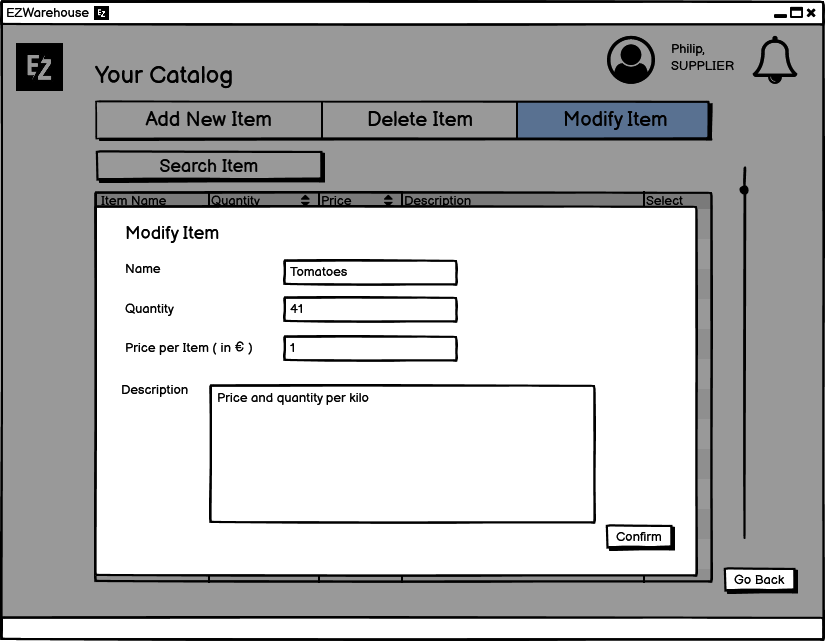 EZWarehouse EZ
EZ
Your Catalog
Philip,
SUPPLIER
Add New Item Delete Item Modify Item
Search Item
Item Name Quantity Price Description Select
Modify Item
Name Tomatoes
Quantity 41
Price per Item ( in € ) 1
Description Price and quantity per kilo
Confirm
Go Back